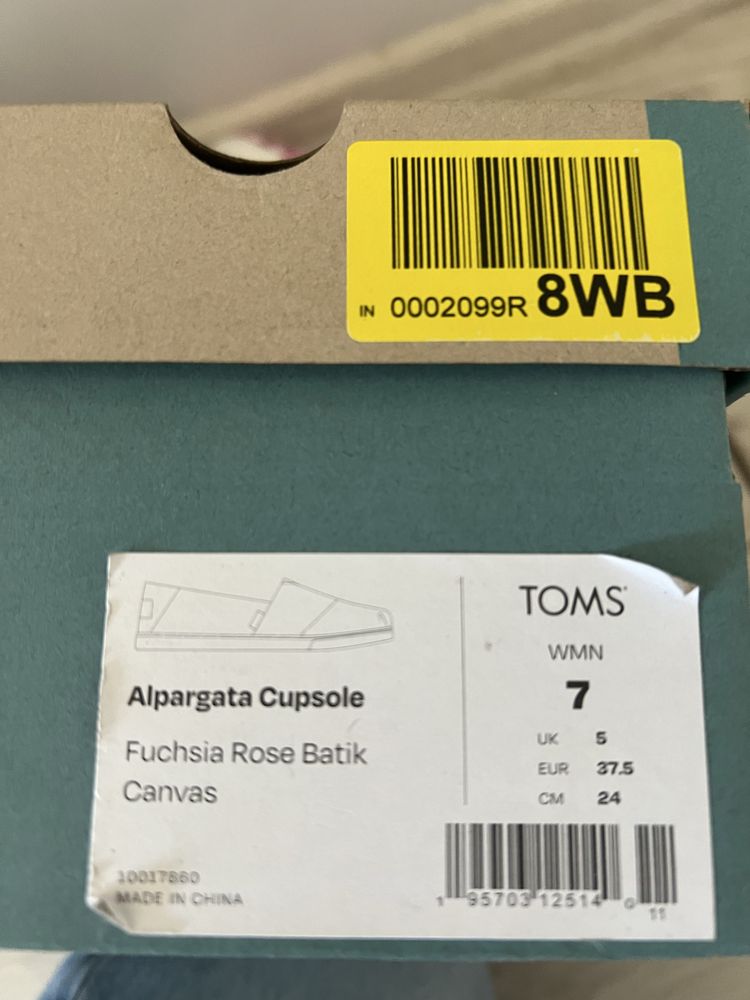 IN 0002099R 8WB
Alpargata Cupsole
Fuchsia Rose Batik
Canvas
10017860
MADE IN CHINA
TOMS
WMN
7
UK 5
EUR 37.5
CM 24
1 95703 12514 0 11